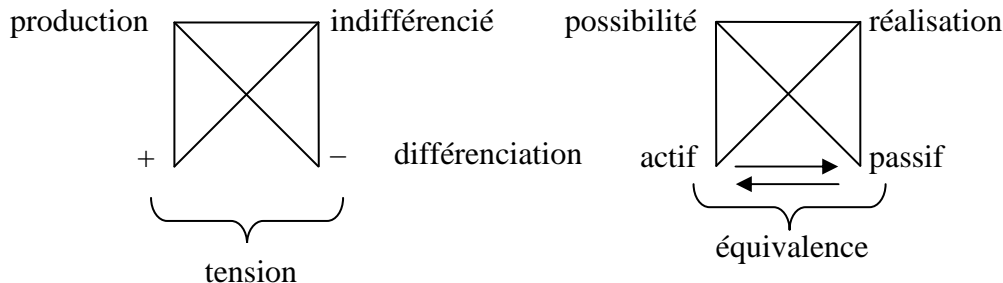 production indifférencié possibilité réalisation
+ − différenciation actif passif
équivalence
tension